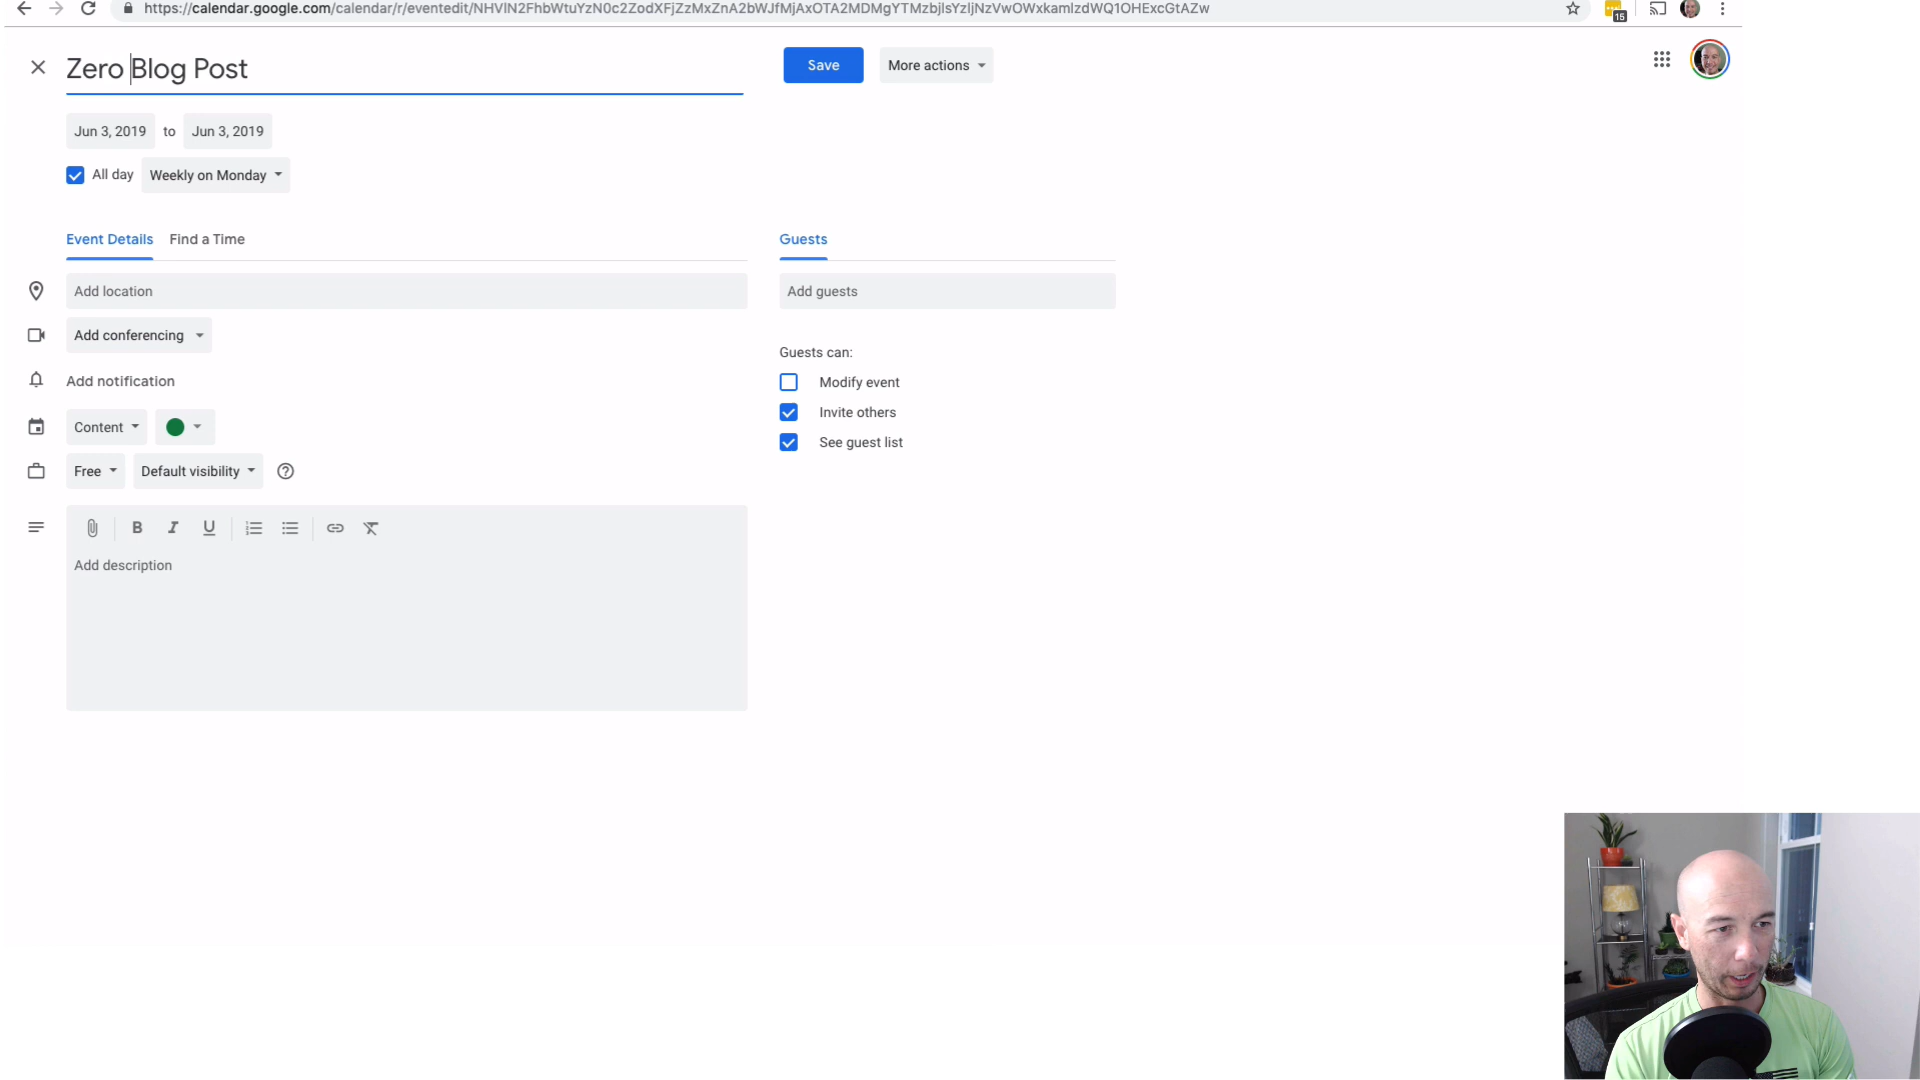 https://calendar.google.com/calendar/r/eventedit/NHVlN2FhbWtuYzN0c2ZodXFjZzMxZnA2bWJfMjAxOTA2MDMgYTMzbjlsYzljNzVwOWxkamlzdWQ1OHExcGtAZw
15
Zero Blog Post
Save
More actions
Jun 3, 2019 to Jun 3, 2019
All day
Weekly on Monday
Event Details
Find a Time
Guests
Add location
Add guests
Add conferencing
Guests can:
Add notification
Modify event
Invite others
Content
See guest list
Free
Default visibility
B I U
Add description